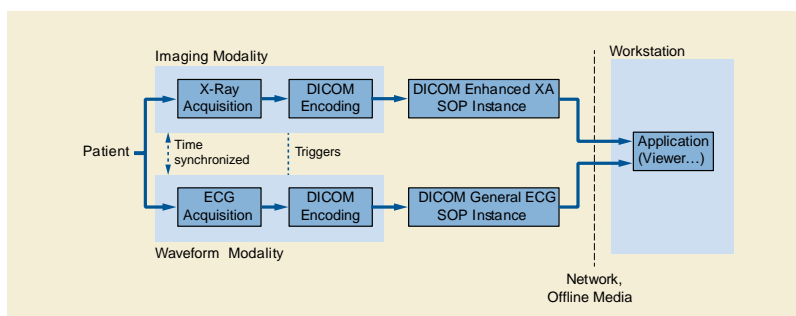 Imaging Modality
Workstation
X-Ray
Acquisition
DICOM
Encoding
DICOM Enhanced XA
SOP Instance
Patient
Time
synchronized
Triggers
Application
(Viewer...)
ECG
Acquisition
DICOM
Encoding
DICOM General ECG
SOP Instance
Waveform Modality
Network,
Offline Media